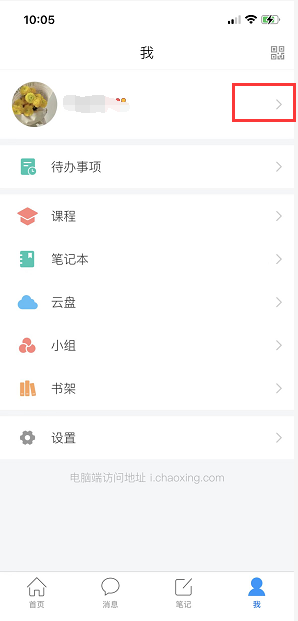 10:05
我
待办事项
课程
笔记本
云盘
小组
书架
设置
电脑端访问地址 i.chaoxing.com
首页 消息 笔记 我